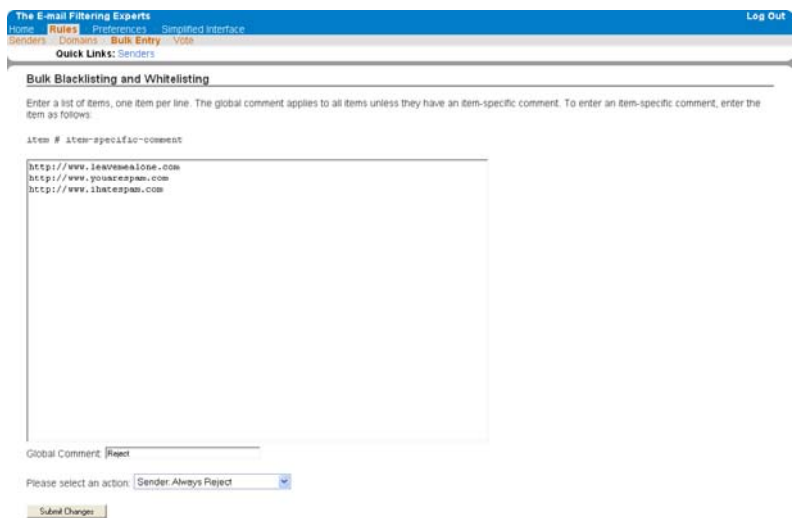 The E-mail Filtering Experts Log Out
Home Rules Preferences Simplified Interface
Senders Domains Bulk Entry Vote
Quick Links: Senders
Bulk Blacklisting and Whitelisting
Enter a list of items, one item per line. The global comment applies to all items unless they have an item-specific comment. To enter an item-specific comment, enter the
item as follows:
item # item-specific-comment
http://www.leavemealone.com
http://www.youarespam.com
http://www.ihatespam.com
Global Comment: Reject
Please select an action: Sender: Always Reject
Submit Changes